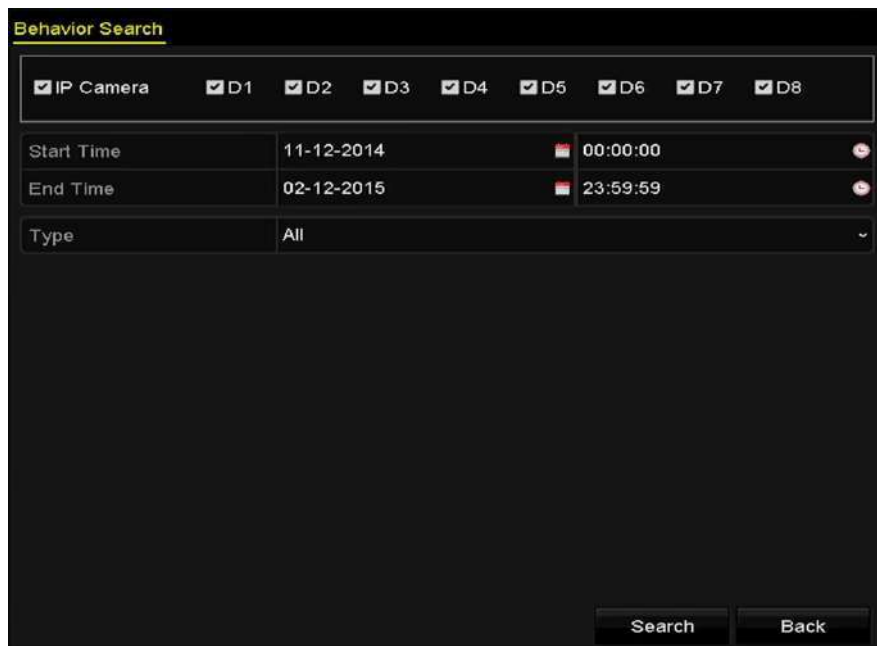 Behavior Search
IP Camera D1 D2 D3 D4 D5 D6 D7 D8
Start Time 11-12-2014 00:00:00
End Time 02-12-2015 23:59:59
Type All
Search Back